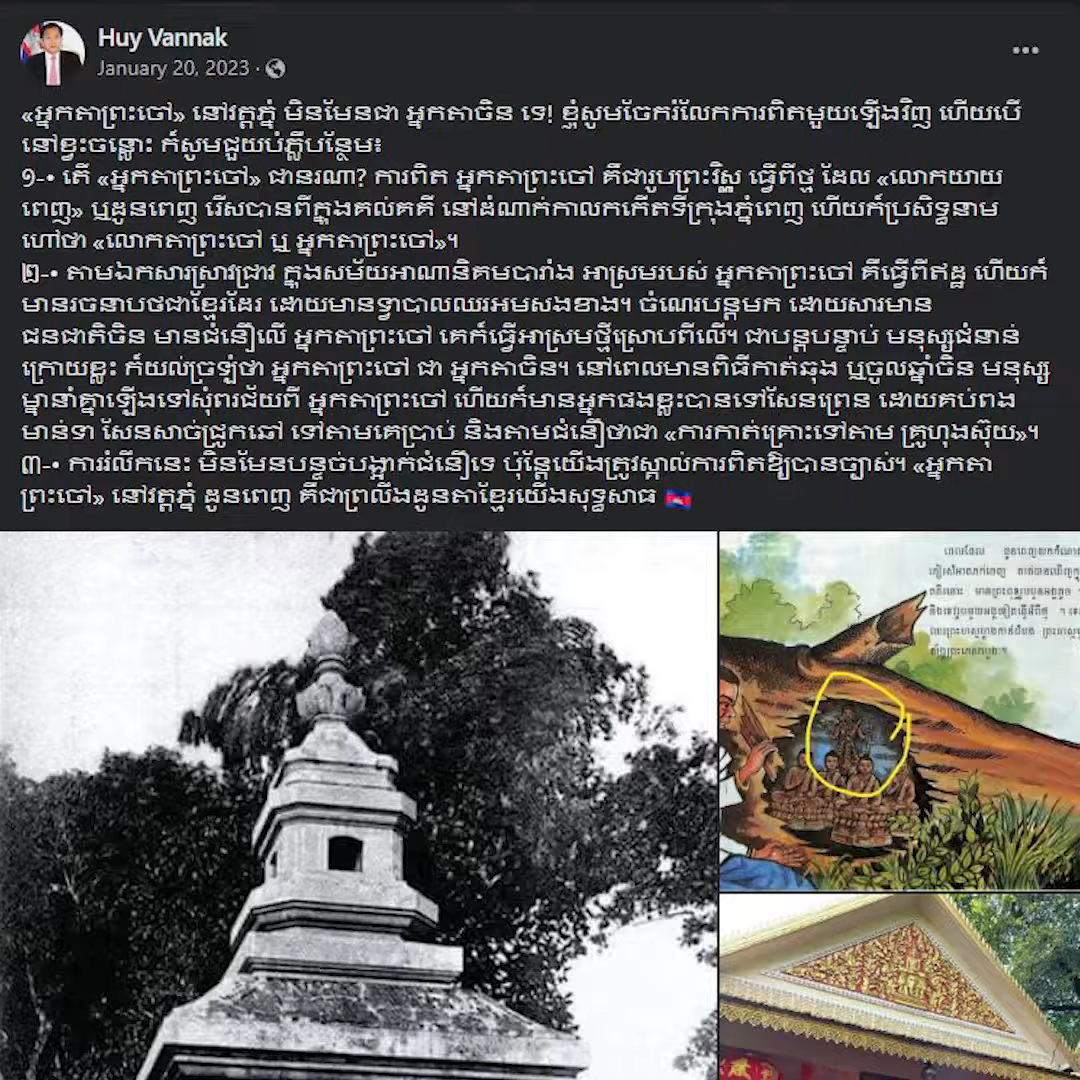 Huy Vannak
January 20, 2023 ·
«អ្នកតាព្រះចៅ» នៅវត្តភ្នំ មិនមែនជា អ្នកតាចិន ទេ! ខ្ញុំសូមចែករំលែកការពិតមួយឡើងវិញ ហើយបើ
នៅខ្វះចន្លោះ ក៏សូមជួយបំភ្លឺបន្ថែម៖
១-• តើ «អ្នកតាព្រះចៅ» ជានរណា? ការពិត អ្នកតាព្រះចៅ គឺជារូបព្រះវិស្ណុ ធ្វើពីថ្ម ដែល «លោកយាយ
ពេញ» ឬដូនពេញ រើសបានពីក្នុងគល់គគី នៅដំណាក់កាលកកើតទីក្រុងភ្នំពេញ ហើយក៏ប្រសិទ្ធនាម
ហៅថា «លោកតាព្រះចៅ ឬ អ្នកតាព្រះចៅ»។
២-• តាមឯកសារស្រាវជ្រាវ ក្នុងសម័យអាណានិគមបារាំង អាស្រមរបស់ អ្នកតាព្រះចៅ គឺធ្វើពីឥដ្ឋ ហើយក៏
មានរចនាបថជាខ្មែរដែរ ដោយមានទ្វាបាលឈរអមសងខាង។ ចំណេរបន្តមក ដោយសារមាន
ជនជាតិចិន មានជំនឿលើ អ្នកតាព្រះចៅ គេក៏ធ្វើអាស្រមថ្មីស្រោបពីលើ។ ជាបន្តបន្ទាប់ មនុស្សជំនាន់
ក្រោយខ្លះ ក៏យល់ច្រឡំថា អ្នកតាព្រះចៅ ជា អ្នកតាចិន។ នៅពេលមានពិធីកាត់ឆុង ឬចូលឆ្នាំចិន មនុស្ស
ម្នានាំគ្នាឡើងទៅសុំពរជ័យពី អ្នកតាព្រះចៅ ហើយក៏មានអ្នកផងខ្លះបានទៅសែនព្រេន ដោយគប់ពង
មាន់ទា សែនសាច់ជ្រូកឆៅ ទៅតាមគេប្រាប់ និងតាមជំនឿថាជា «ការកាត់គ្រោះទៅតាម គ្រូហុងស៊ុយ»។
៣-• ការរំលឹកនេះ មិនមែនបន្ទច់បង្អាក់ជំនឿទេ ប៉ុន្តែយើងត្រូវស្គាល់ការពិតឱ្យបានច្បាស់។ «អ្នកតា
ព្រះចៅ» នៅវត្តភ្នំ ដូនពេញ គឺជាព្រលឹងដូនតាខ្មែរយើងសុទ្ធសាធ